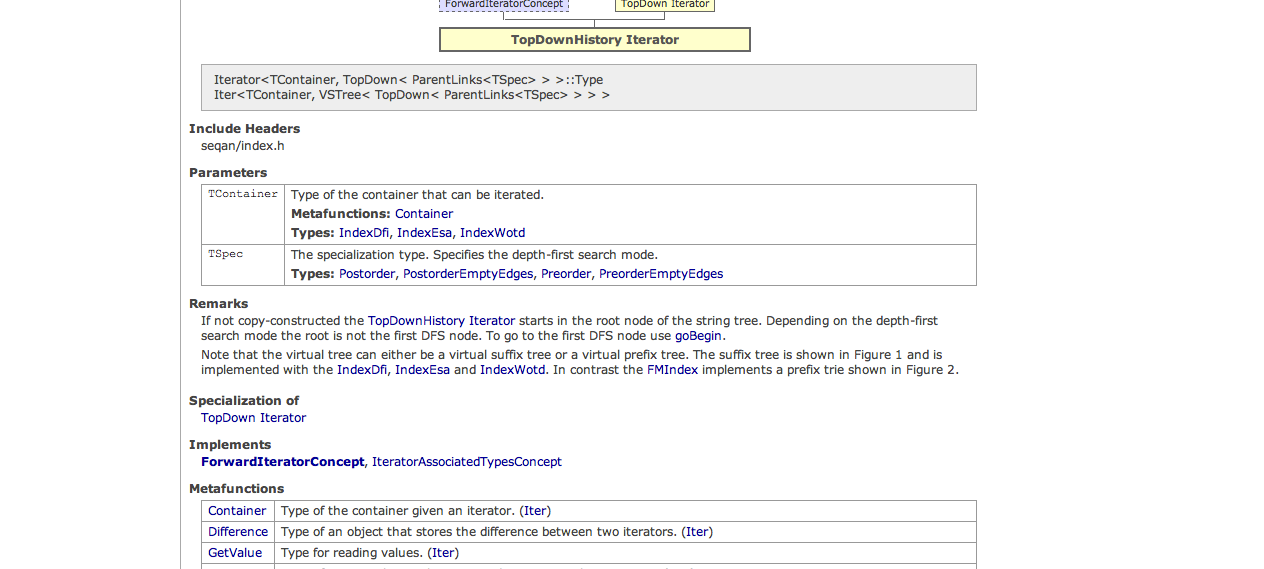 ForwardIteratorConcept TopDown Iterator
TopDownHistory Iterator
Iterator<TContainer, TopDown< ParentLinks<TSpec> > >::Type
Iter<TContainer, VSTree< TopDown< ParentLinks<TSpec> > > >
Include Headers
seqan/index.h
Parameters
TContainer Type of the container that can be iterated.
Metafunctions: Container
Types: IndexDfi, IndexEsa, IndexWotd
TSpec The specialization type. Specifies the depth-first search mode.
Types: Postorder, PostorderEmptyEdges, Preorder, PreorderEmptyEdges
Remarks
If not copy-constructed the TopDownHistory Iterator starts in the root node of the string tree. Depending on the depth-first
search mode the root is not the first DFS node. To go to the first DFS node use goBegin.
Note that the virtual tree can either be a virtual suffix tree or a virtual prefix tree. The suffix tree is shown in Figure 1 and is
implemented with the IndexDfi, IndexEsa and IndexWotd. In contrast the FMIndex implements a prefix trie shown in Figure 2.
Specialization of
TopDown Iterator
Implements
ForwardIteratorConcept, IteratorAssociatedTypesConcept
Metafunctions
Container Type of the container given an iterator. (Iter)
Difference Type of an object that stores the difference between two iterators. (Iter)
GetValue Type for reading values. (Iter)